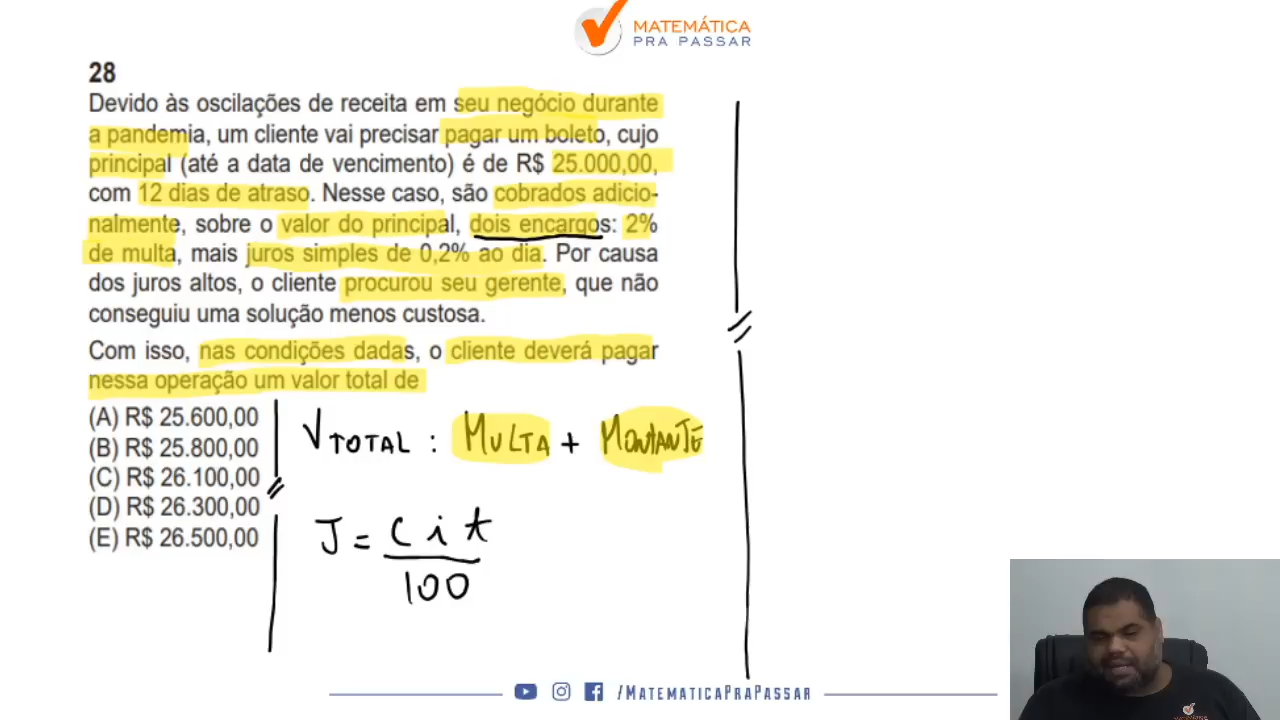 MATEMÁTICA
PRA PASSAR
28
Devido às oscilações de receita em seu negócio durante
a pandemia, um cliente vai precisar pagar um boleto, cujo
principal (até a data de vencimento) é de R$ 25.000,00,
com 12 dias de atraso. Nesse caso, são cobrados adicio-
nalmente, sobre o valor do principal, dois encargos: 2%
de multa, mais juros simples de 0,2% ao dia. Por causa
dos juros altos, o cliente procurou seu gerente, que não
conseguiu uma solução menos custosa.
Com isso, nas condições dadas, o cliente deverá pagar
nessa operação um valor total de
(A) R$ 25.600,00
(B) R$ 25.800,00
(C) R$ 26.100,00
(D) R$ 26.300,00
(E) R$ 26.500,00
VTOTAL : MULTA + MONTANTE
J = C i t
100
/MATEMATICAPRAPASSAR